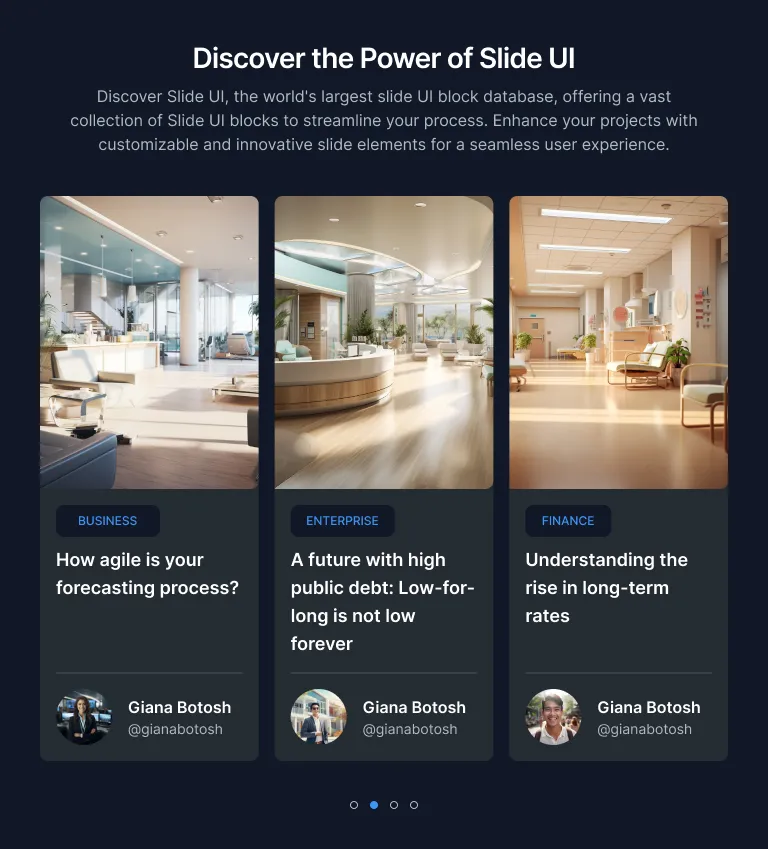 Discover the Power of Slide UI
Discover Slide UI, the world's largest slide UI block database, offering a vast
collection of Slide UI blocks to streamline your process. Enhance your projects with
customizable and innovative slide elements for a seamless user experience.
BUSINESS
How agile is your
forecasting process?
Giana Botosh
@gianabotosh
ENTERPRISE
A future with high
public debt: Low-for-
long is not low
forever
Giana Botosh
@gianabotosh
FINANCE
Understanding the
rise in long-term
rates
Giana Botosh
@gianabotosh